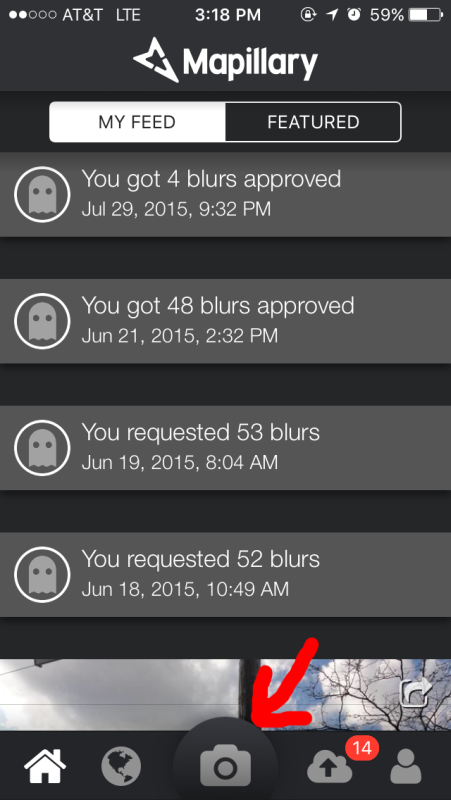 AT&T LTE 3:18 PM 59%
Mapillary
MY FEED FEATURED
You got 4 blurs approved
Jul 29, 2015, 9:32 PM
You got 48 blurs approved
Jun 21, 2015, 2:32 PM
You requested 53 blurs
Jun 19, 2015, 8:04 AM
You requested 52 blurs
Jun 18, 2015, 10:49 AM
14